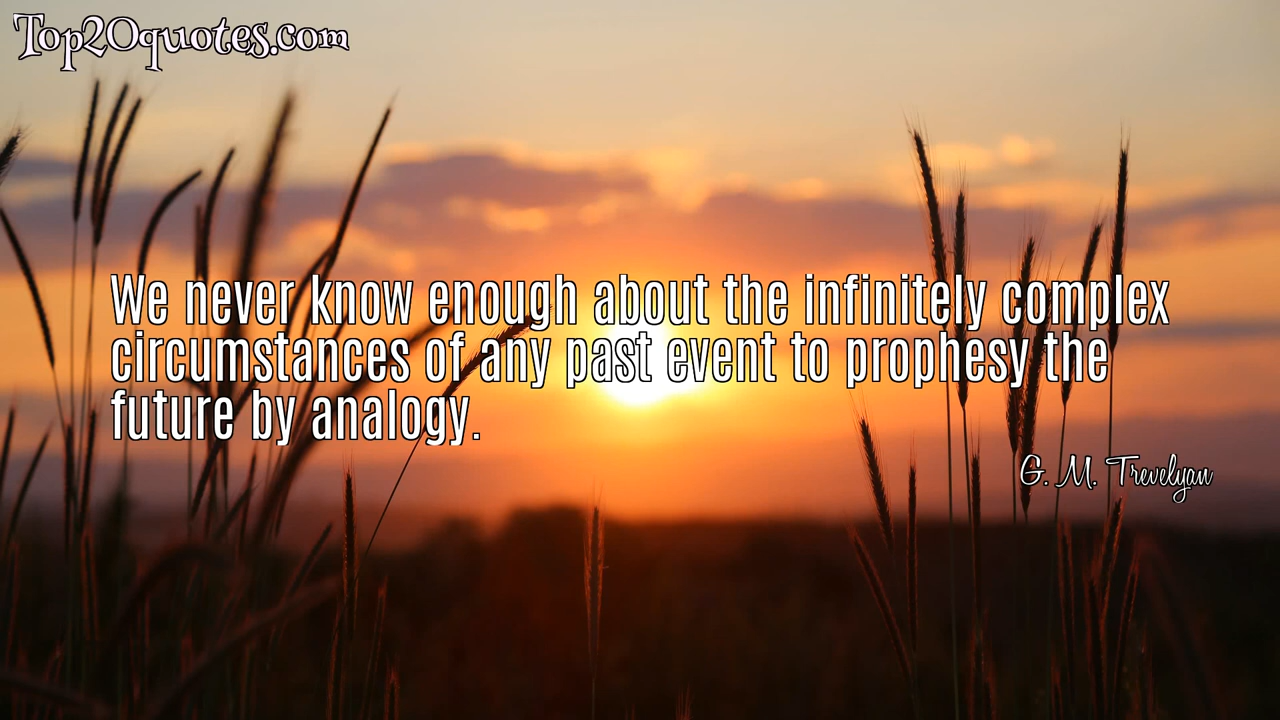 Top20quotes.com
We never know enough about the infinitely complex
circumstances of any past event to prophesy the
future by analogy.
G. M. Trevelyan